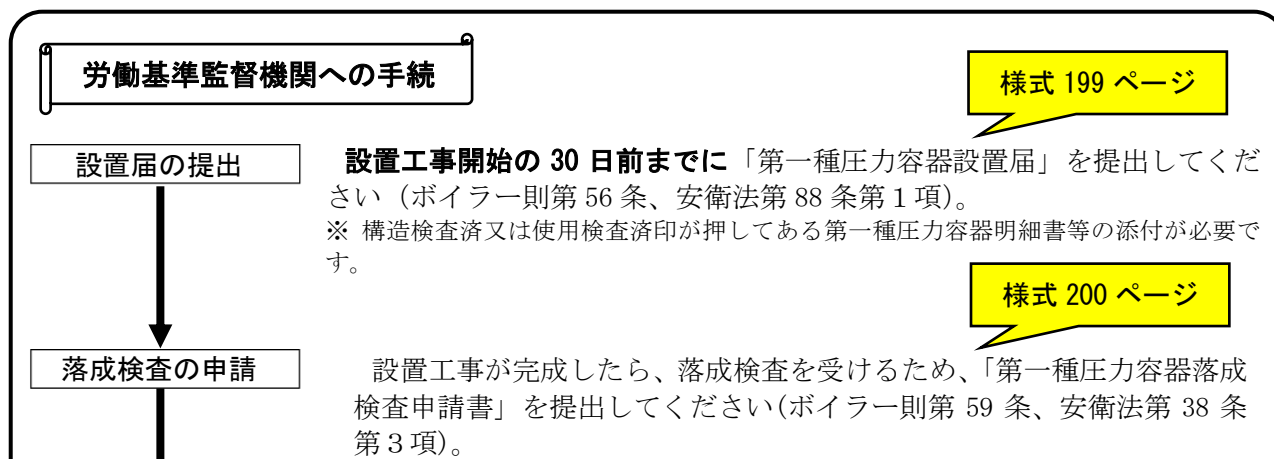 労働基準監督機関への手続
様式 199 ページ
設置届の提出
設置工事開始の 30 日前までに「第一種圧力容器設置届」を提出してくだ
さい（ボイラー則第 56 条、安衛法第 88 条第１項）。
※ 構造検査済又は使用検査済印が押してある第一種圧力容器明細書等の添付が必要で
す。
様式 200 ページ
落成検査の申請
設置工事が完成したら、落成検査を受けるため、「第一種圧力容器落成
検査申請書」を提出してください(ボイラー則第 59 条、安衛法第 38 条
第３項)。